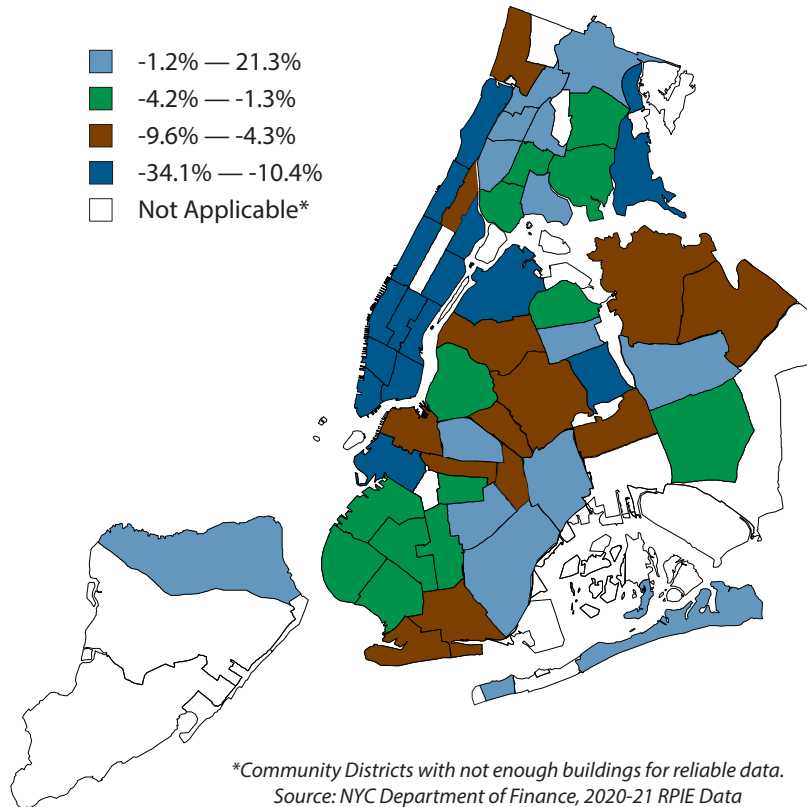 -1.2% — 21.3%
-4.2% — -1.3%
-9.6% — -4.3%
-34.1% — -10.4%
Not Applicable*
*Community Districts with not enough buildings for reliable data.
Source: NYC Department of Finance, 2020-21 RPIE Data